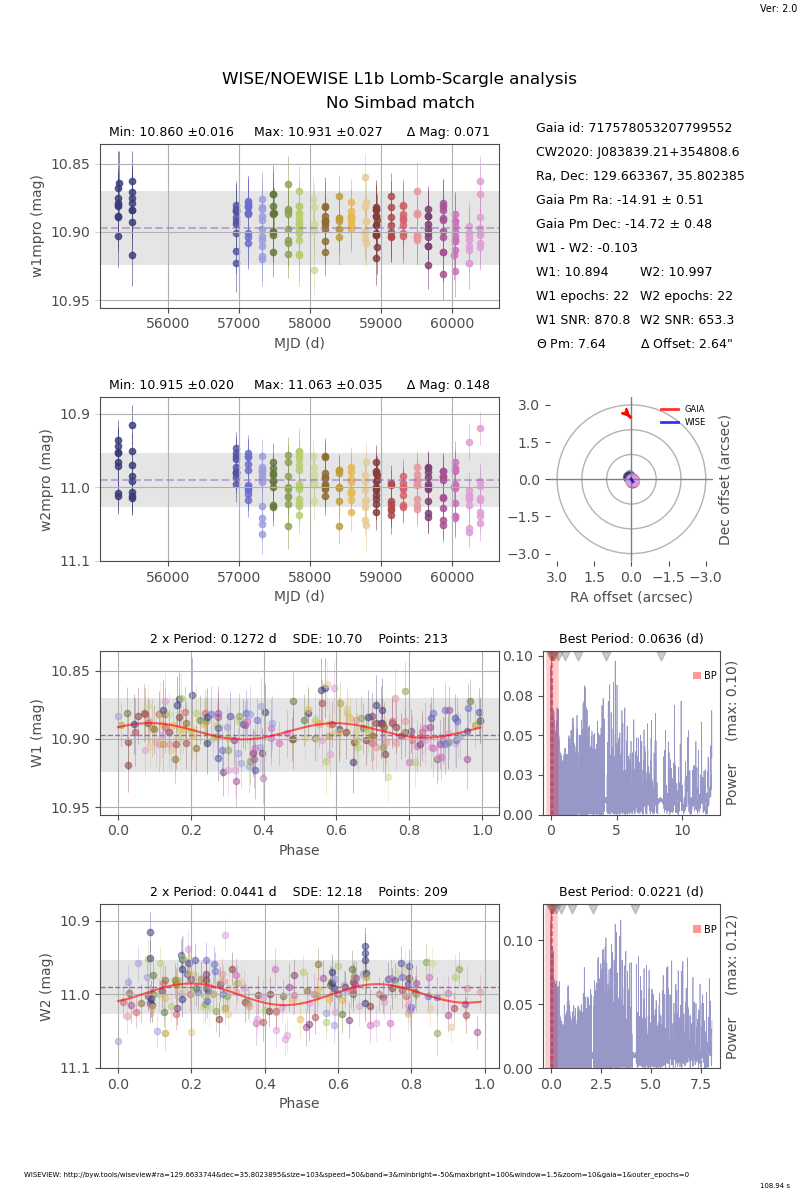 Ver: 2.0
WISE/NOEWISE L1b Lomb-Scargle analysis
No Simbad match
Min: 10.860 ±0.016 Max: 10.931 ±0.027 Δ Mag: 0.071
10.85
10.90
10.95
w1mpro (mag)
56000 57000 58000 59000 60000
MJD (d)
Gaia id: 717578053207799552
CW2020: J083839.21+354808.6
Ra, Dec: 129.663367, 35.802385
Gaia Pm Ra: -14.91 ± 0.51
Gaia Pm Dec: -14.72 ± 0.48
W1 - W2: -0.103
W1: 10.894 W2: 10.997
W1 epochs: 22 W2 epochs: 22
W1 SNR: 870.8 W2 SNR: 653.3
Θ Pm: 7.64 Δ Offset: 2.64"
Min: 10.915 ±0.020 Max: 11.063 ±0.035 Δ Mag: 0.148
10.9
11.0
11.1
w2mpro (mag)
56000 57000 58000 59000 60000
MJD (d)
GAIA
WISE
3.0
1.5
0.0
−1.5
−3.0
Dec offset (arcsec)
3.0 1.5 0.0 −1.5 −3.0
RA offset (arcsec)
2 x Period: 0.1272 d SDE: 10.70 Points: 213
10.85
10.90
10.95
W1 (mag)
0.0 0.2 0.4 0.6 0.8 1.0
Phase
Best Period: 0.0636 (d)
BP
0.10
0.08
0.05
0.03
0.00
Power (max: 0.10)
0 5 10
2 x Period: 0.0441 d SDE: 12.18 Points: 209
10.9
11.0
11.1
W2 (mag)
0.0 0.2 0.4 0.6 0.8 1.0
Phase
Best Period: 0.0221 (d)
BP
0.10
0.05
0.00
Power (max: 0.12)
0.0 2.5 5.0 7.5
WISEVIEW: http://byw.tools/wiseview#ra=129.6633744&dec=35.8023895&size=103&speed=50&band=3&minbright=-50&maxbright=100&window=1.5&zoom=10&gaia=1&outer_epochs=0
108.94 s